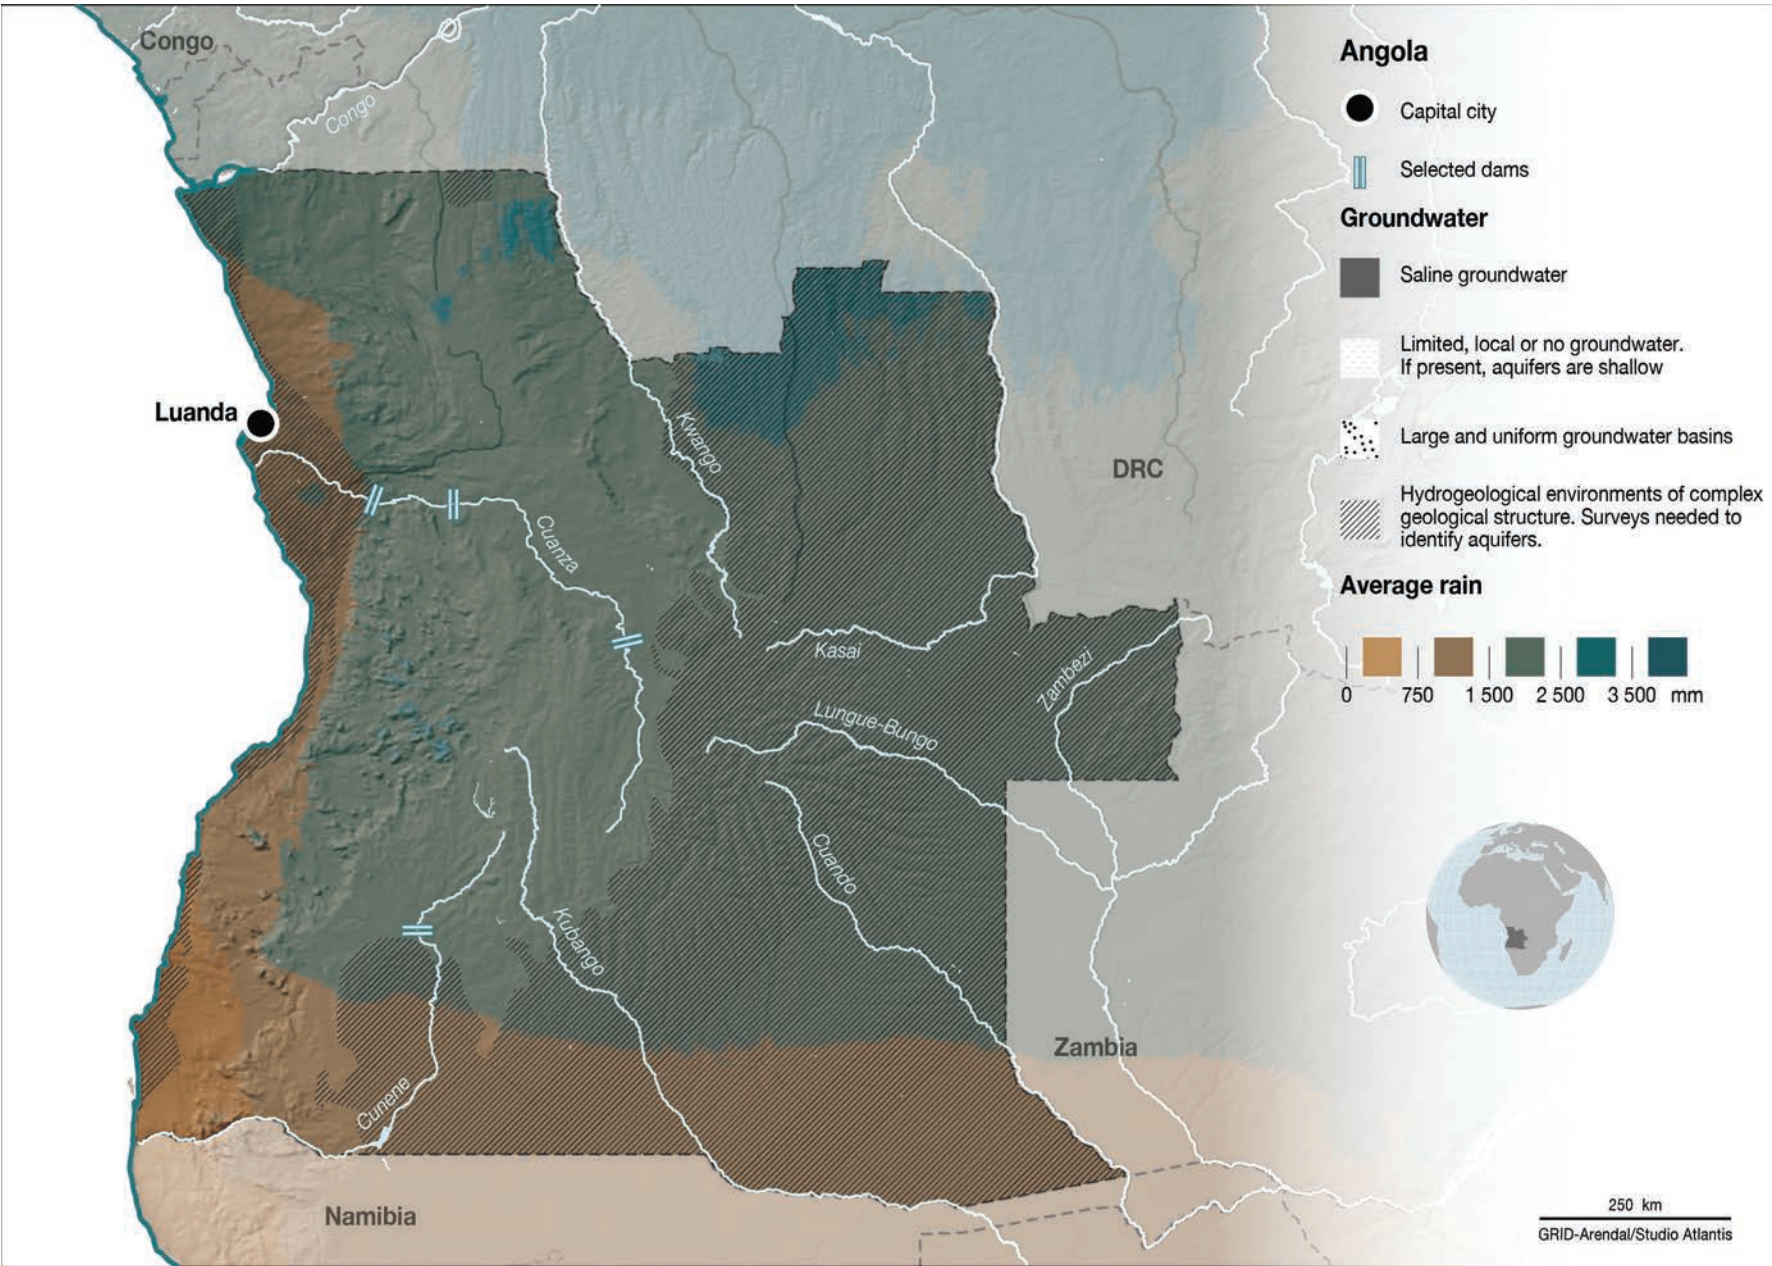 Congo
Congo
Luanda
Kwango
Cuanza
DRC
Kasai
Zambezi
Lungue-Bungo
Cuando
Kubango
Zambia
Cunene
Namibia
Angola
Capital city
Selected dams
Groundwater
Saline groundwater
Limited, local or no groundwater.
If present, aquifers are shallow
Large and uniform groundwater basins
Hydrogeological environments of complex
geological structure. Surveys needed to
identify aquifers.
Average rain
0 750 1 500 2 500 3 500 mm
250 km
GRID-Arendal/Studio Atlantis